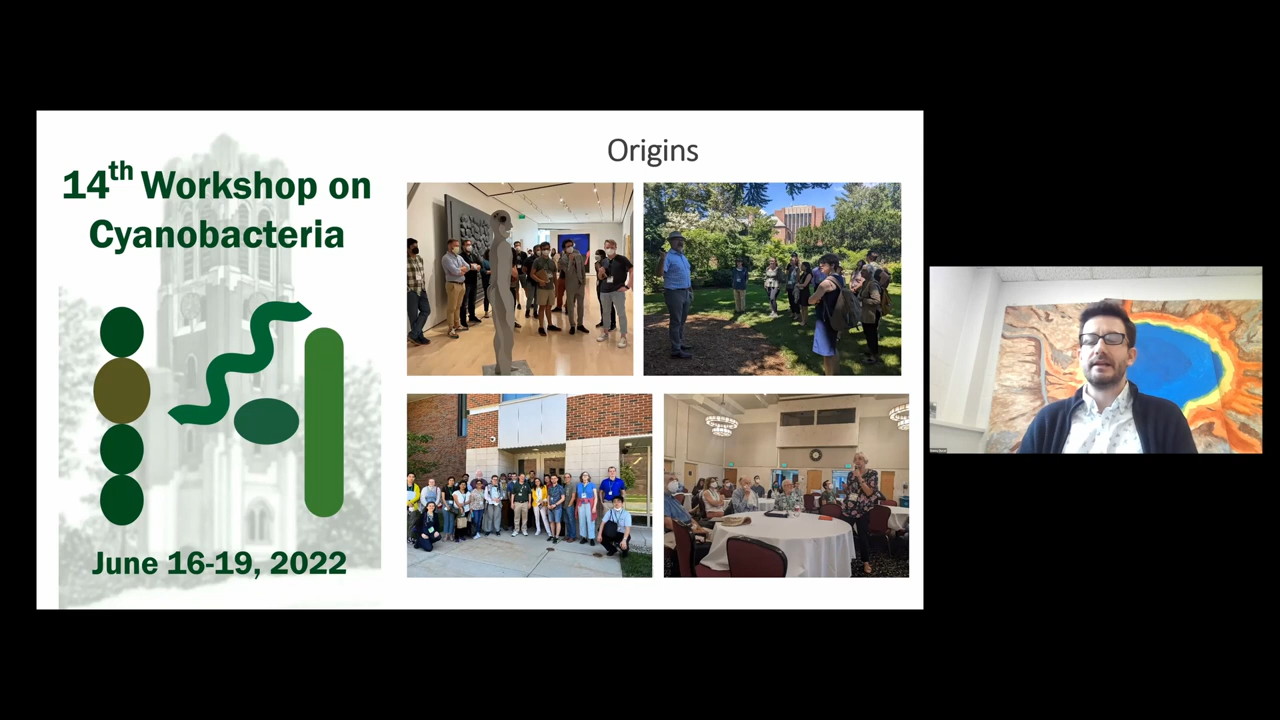 14th Workshop on
Cyanobacteria
June 16-19, 2022
Origins